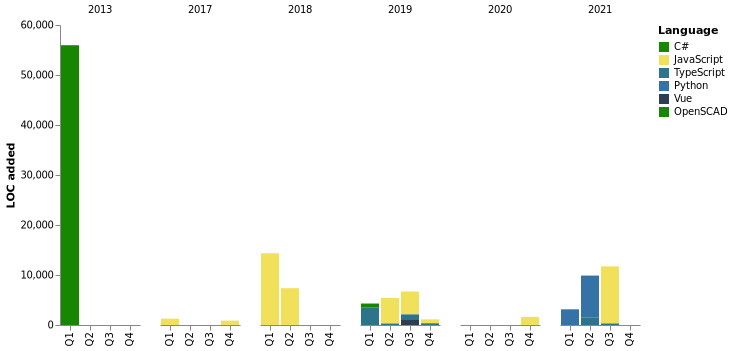 2013 2017 2018 2019 2020 2021
60,000
50,000
40,000
30,000
20,000
10,000
0
LOC added
Q1 Q2 Q3 Q4 Q1 Q2 Q3 Q4 Q1 Q2 Q3 Q4 Q1 Q2 Q3 Q4 Q1 Q2 Q3 Q4 Q1 Q2 Q3 Q4
Language
C#
JavaScript
TypeScript
Python
Vue
OpenSCAD